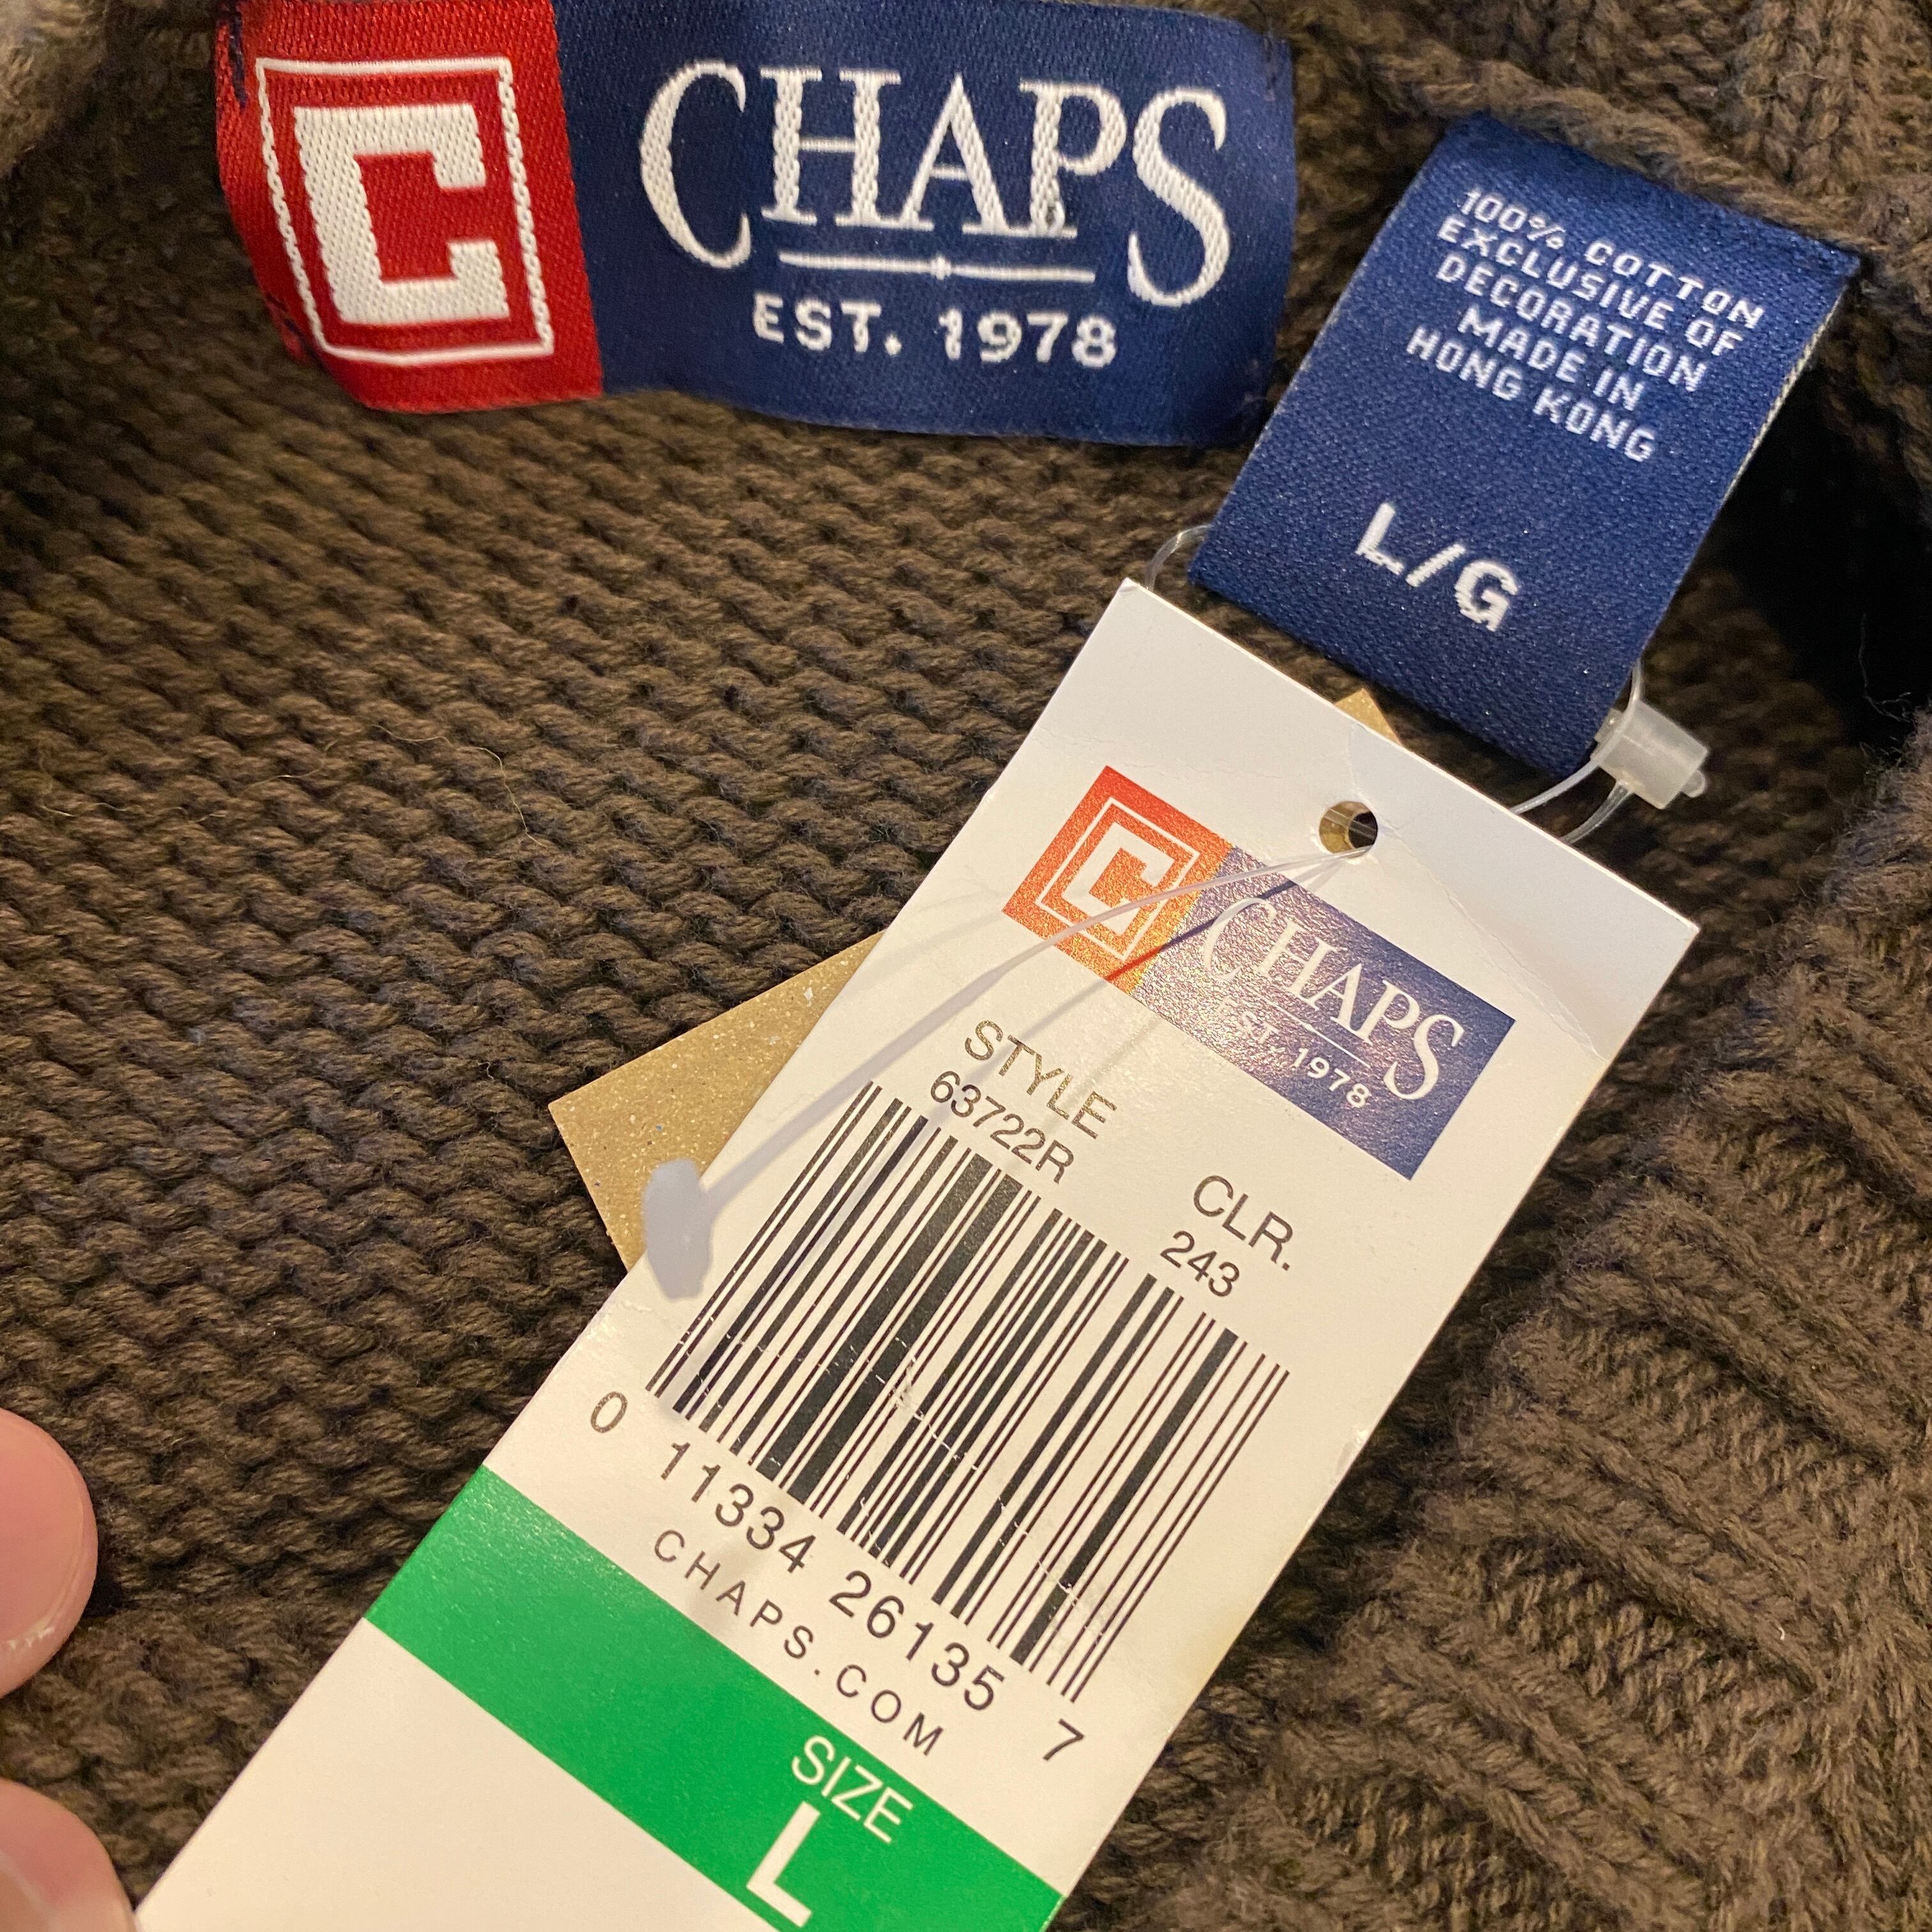 C
CHAPS
EST. 1978
100% COTTON
EXCLUSIVE OF
DECORATION
MADE IN
HONG KONG
L/G
C
CHAPS
EST. 1978
STYLE
63722R
CLR.
243
0 11334 26135 7
CHAPS.COM
SIZE
L